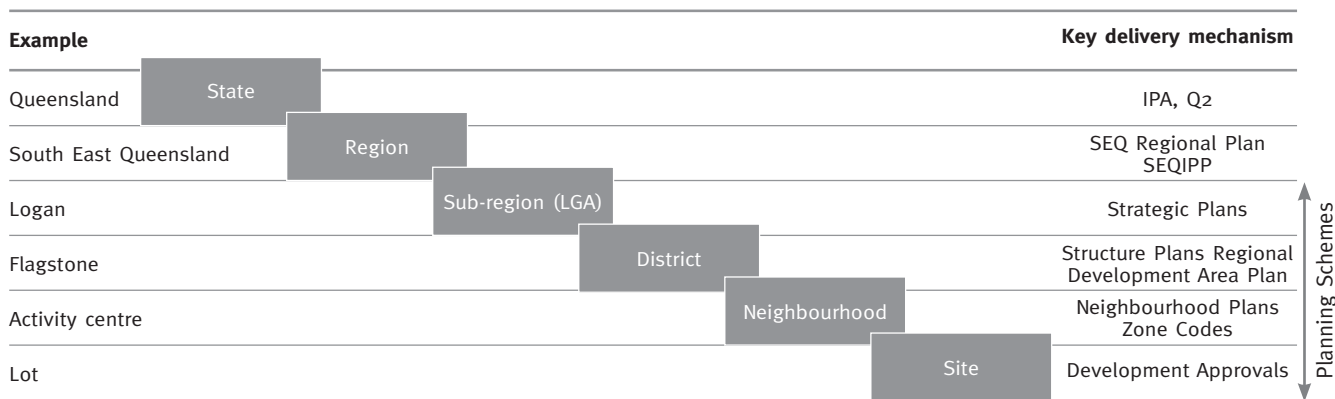 Example
Key delivery mechanism
Queensland
State
IPA, Q2
South East Queensland
Region
SEQ Regional Plan
SEQIPP
Logan
Sub-region (LGA)
Strategic Plans
Flagstone
District
Structure Plans Regional
Development Area Plan
Activity centre
Neighbourhood
Neighbourhood Plans
Zone Codes
Lot
Site
Development Approvals
Planning Schemes